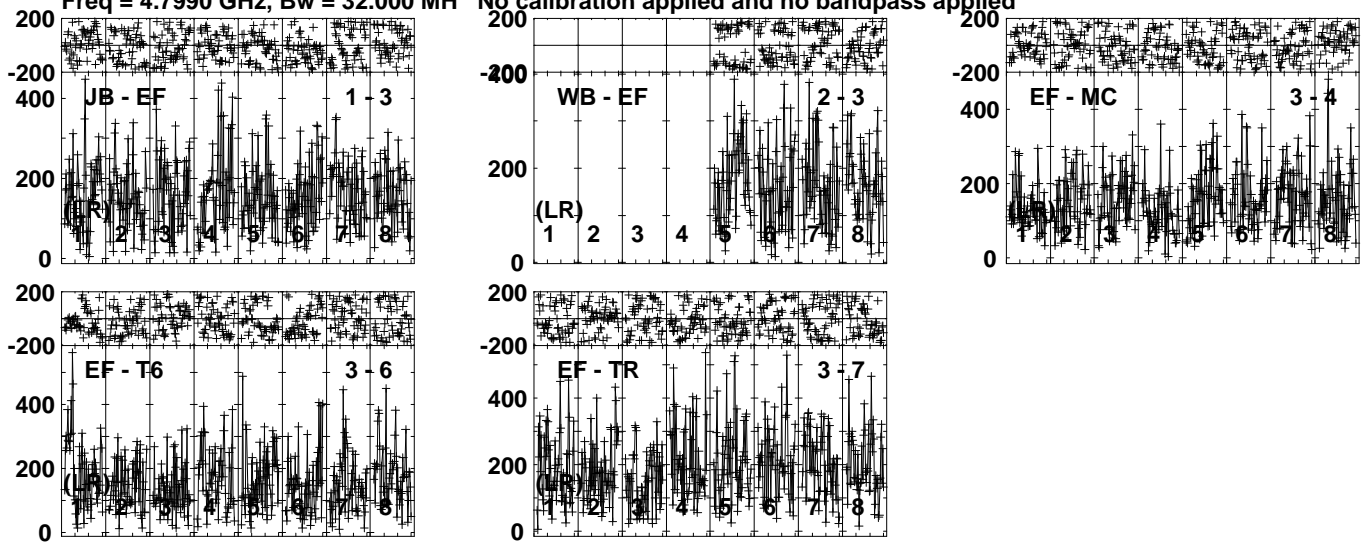 Freq = 4.7990 GHz, Bw = 32.000 MH No calibration applied and no bandpass applied
200
-200
JB - EF 1 - 3
400
200
(LR)
1 2 3 4 5 6 7 8
0
200
-200
400
WB - EF 2 - 3
200
(LR)
1 2 3 4 5 6 7 8
0
200
-200
EF - MC 3 - 4
400
200
(LR)
1 2 3 4 5 6 7 8
0
200
-200
EF - T6 3 - 6
400
200
(LR)
1 2 3 4 5 6 7 8
0
200
-200
EF - TR 3 - 7
400
200
(LR)
1 2 3 4 5 6 7 8
0